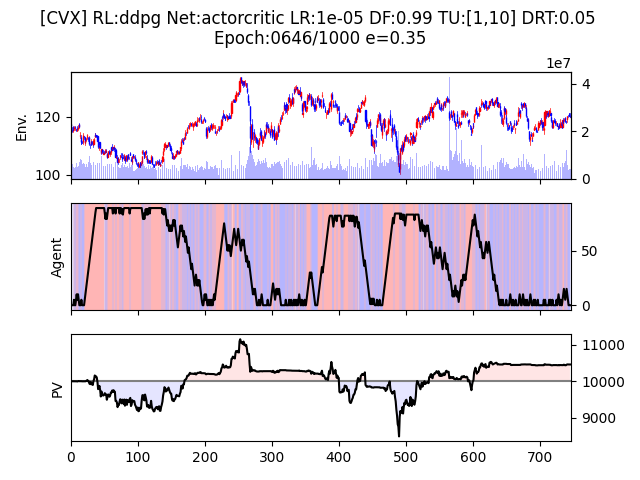 [CVX] RL:ddpg Net:actorcritic LR:1e-05 DF:0.99 TU:[1,10] DRT:0.05
Epoch:0646/1000 e=0.35
1e7
Env.
120
100
4
2
0
Agent
50
0
PV
11000
10000
9000
0 100 200 300 400 500 600 700